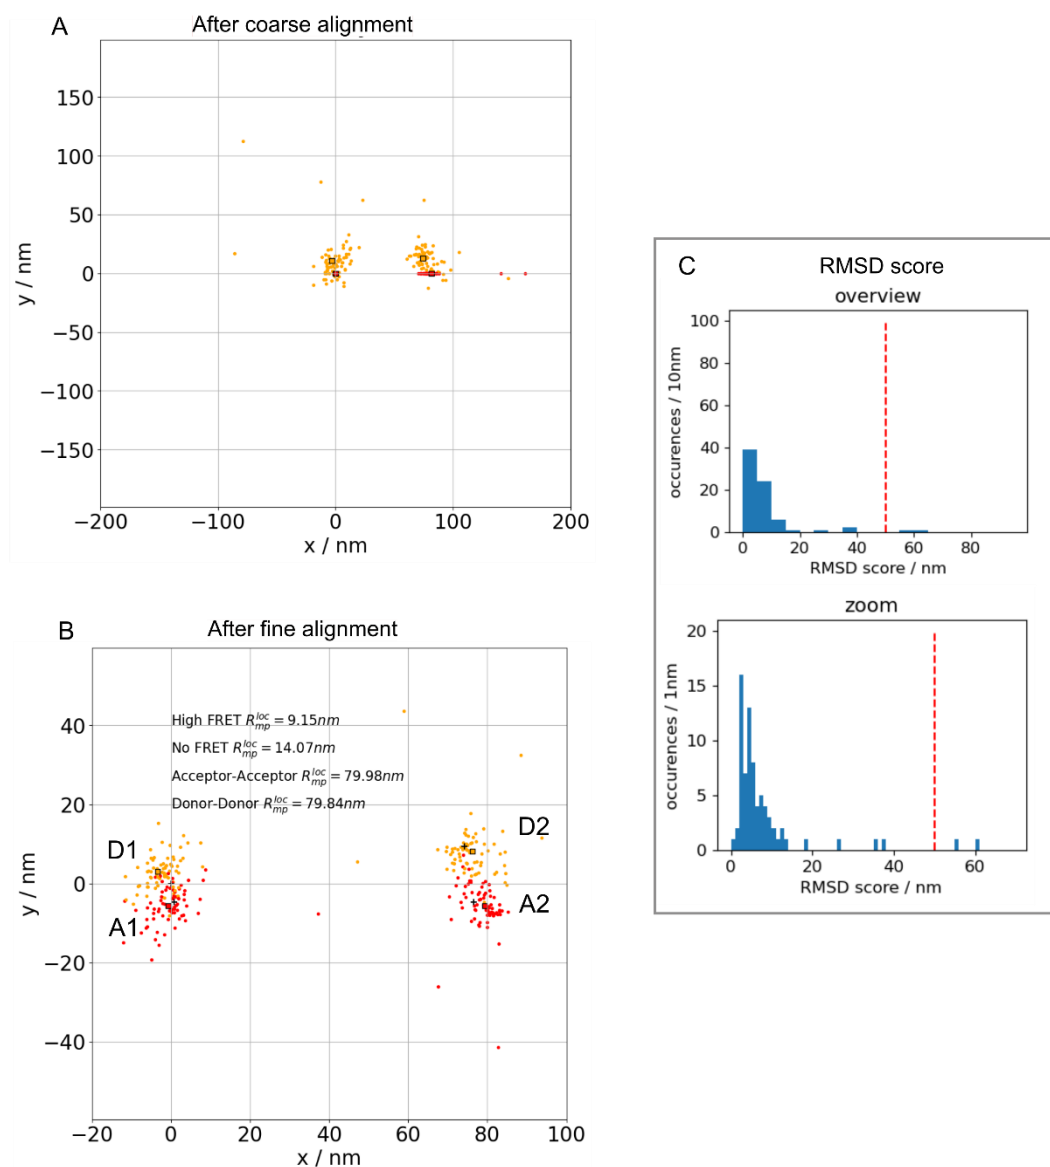 A
After coarse alignment
150
100
50
0
−50
−100
−150
−200
−100
0
100
200
y / nm
x / nm
B
After fine alignment
High FRET R_{mp}^{loc} = 9.15nm
No FRET R_{mp}^{loc} = 14.07nm
Acceptor-Acceptor R_{mp}^{loc} = 79.98nm
Donor-Donor R_{mp}^{loc} = 79.84nm
D1
D2
A1
A2
40
20
0
−20
−40
−20
0
20
40
60
80
100
y / nm
x / nm
C
RMSD score
overview
100
80
60
40
20
0
0
20
40
60
80
occurences / 10nm
RMSD score / nm
zoom
20
15
10
5
0
0
20
40
60
occurences / 1nm
RMSD score / nm